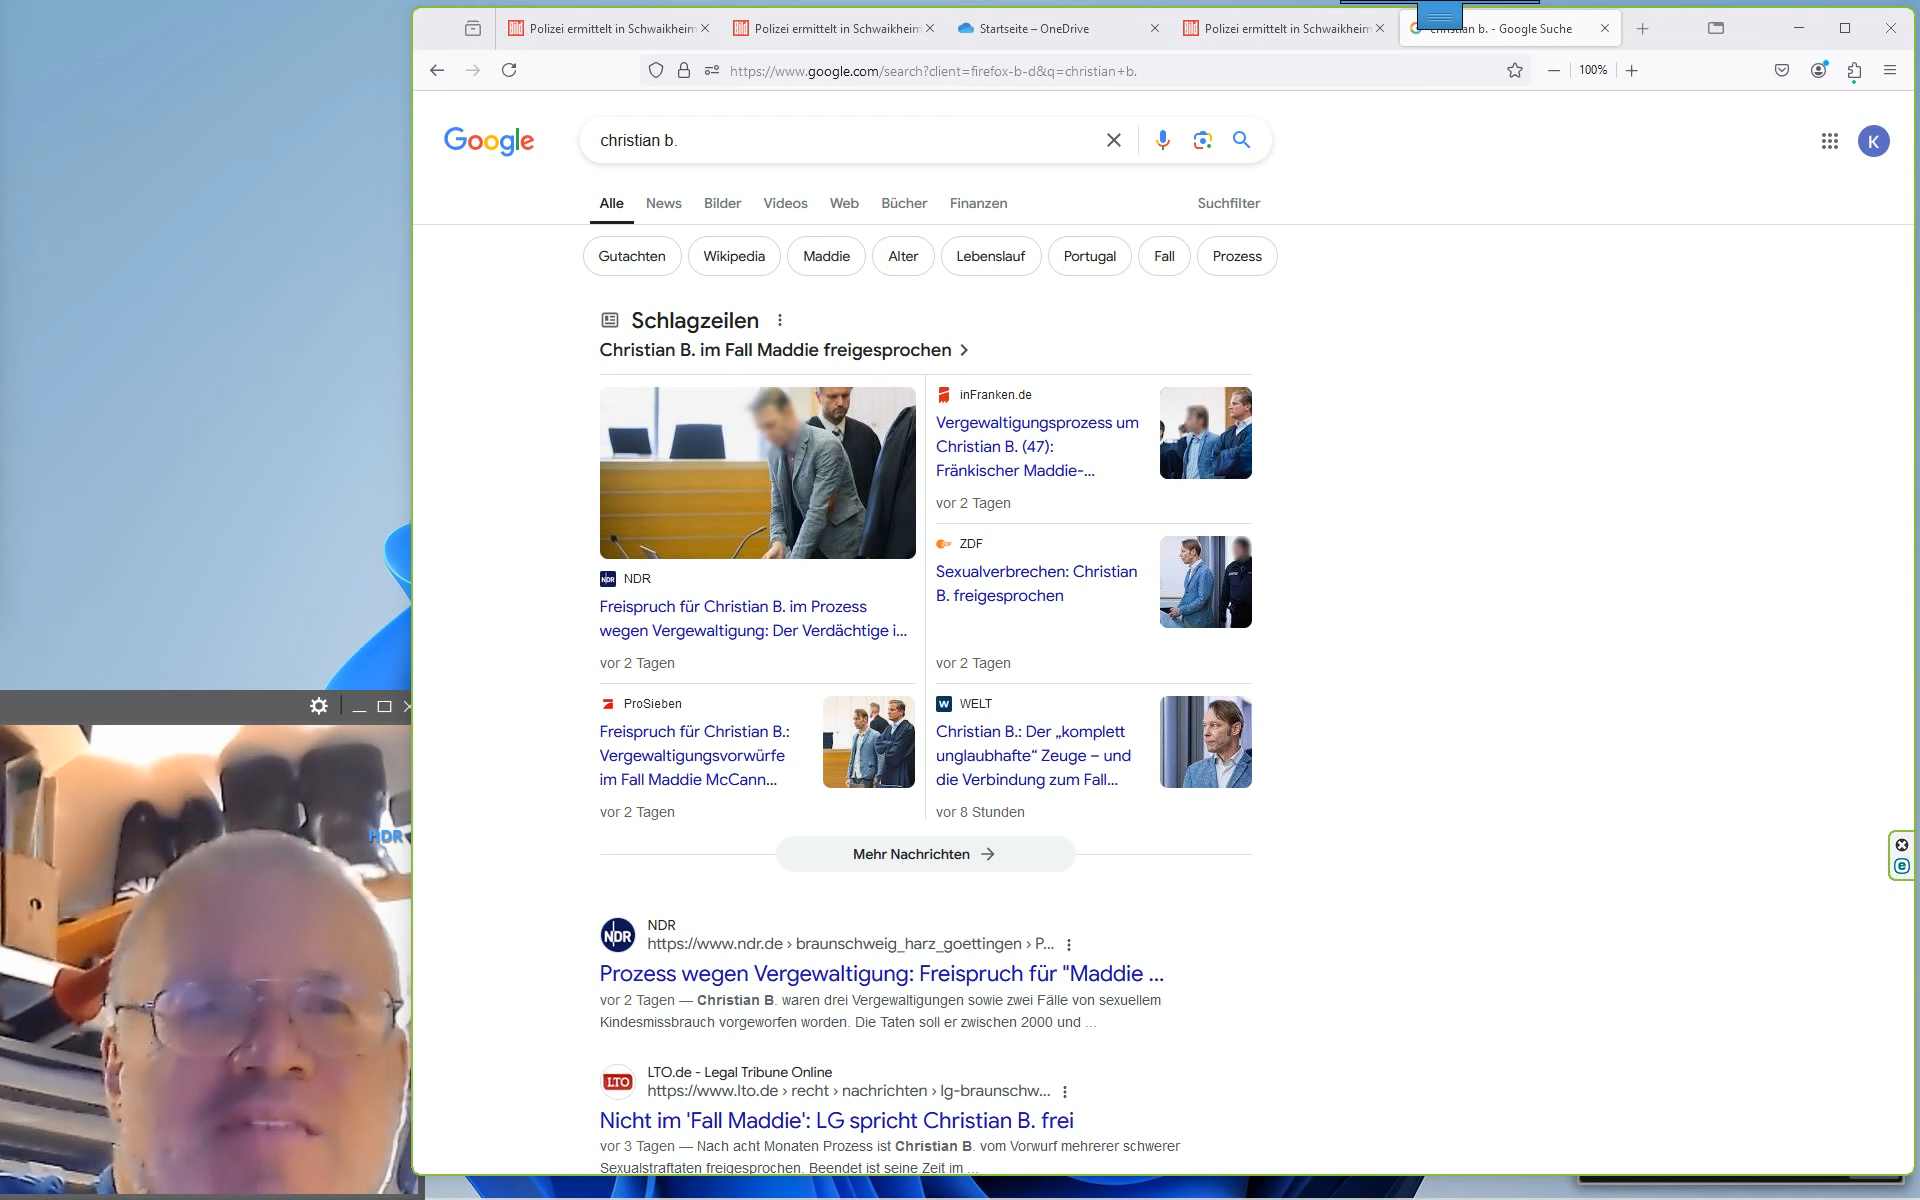 Polizei ermittelt in Schwaikheim
Polizei ermittelt in Schwaikheim
Startseite – OneDrive
Polizei ermittelt in Schwaikheim
christian b. - Google Suche
https://www.google.com/search?client=firefox-b-d&q=christian+b.
100%
Google
christian b.
K
Alle
News
Bilder
Videos
Web
Bücher
Finanzen
Suchfilter
Gutachten
Wikipedia
Maddie
Alter
Lebenslauf
Portugal
Fall
Prozess
Schlagzeilen
Christian B. im Fall Maddie freigesprochen
NDR
Freispruch für Christian B. im Prozess
wegen Vergewaltigung: Der Verdächtige i...
vor 2 Tagen
inFranken.de
Vergewaltigungsprozess um
Christian B. (47):
Fränkischer Maddie-...
vor 2 Tagen
ZDF
Sexualverbrechen: Christian
B. freigesprochen
vor 2 Tagen
ProSieben
Freispruch für Christian B.:
Vergewaltigungsvorwürfe
im Fall Maddie McCann...
vor 2 Tagen
WELT
Christian B.: Der „komplett
unglaubhafte“ Zeuge – und
die Verbindung zum Fall...
vor 8 Stunden
Mehr Nachrichten
HDR
NDR
NDR
https://www.ndr.de › braunschweig_harz_goettingen › P...
Prozess wegen Vergewaltigung: Freispruch für "Maddie ...
vor 2 Tagen — Christian B. waren drei Vergewaltigungen sowie zwei Fälle von sexuellem
Kindesmissbrauch vorgeworfen worden. Die Taten soll er zwischen 2000 und ...
LTO
LTO.de - Legal Tribune Online
https://www.lto.de › recht › nachrichten › lg-braunschw...
Nicht im 'Fall Maddie': LG spricht Christian B. frei
vor 3 Tagen — Nach acht Monaten Prozess ist Christian B. vom Vorwurf mehrerer schwerer
Sexualstraftaten freigesprochen. Beendet ist seine Zeit im ...